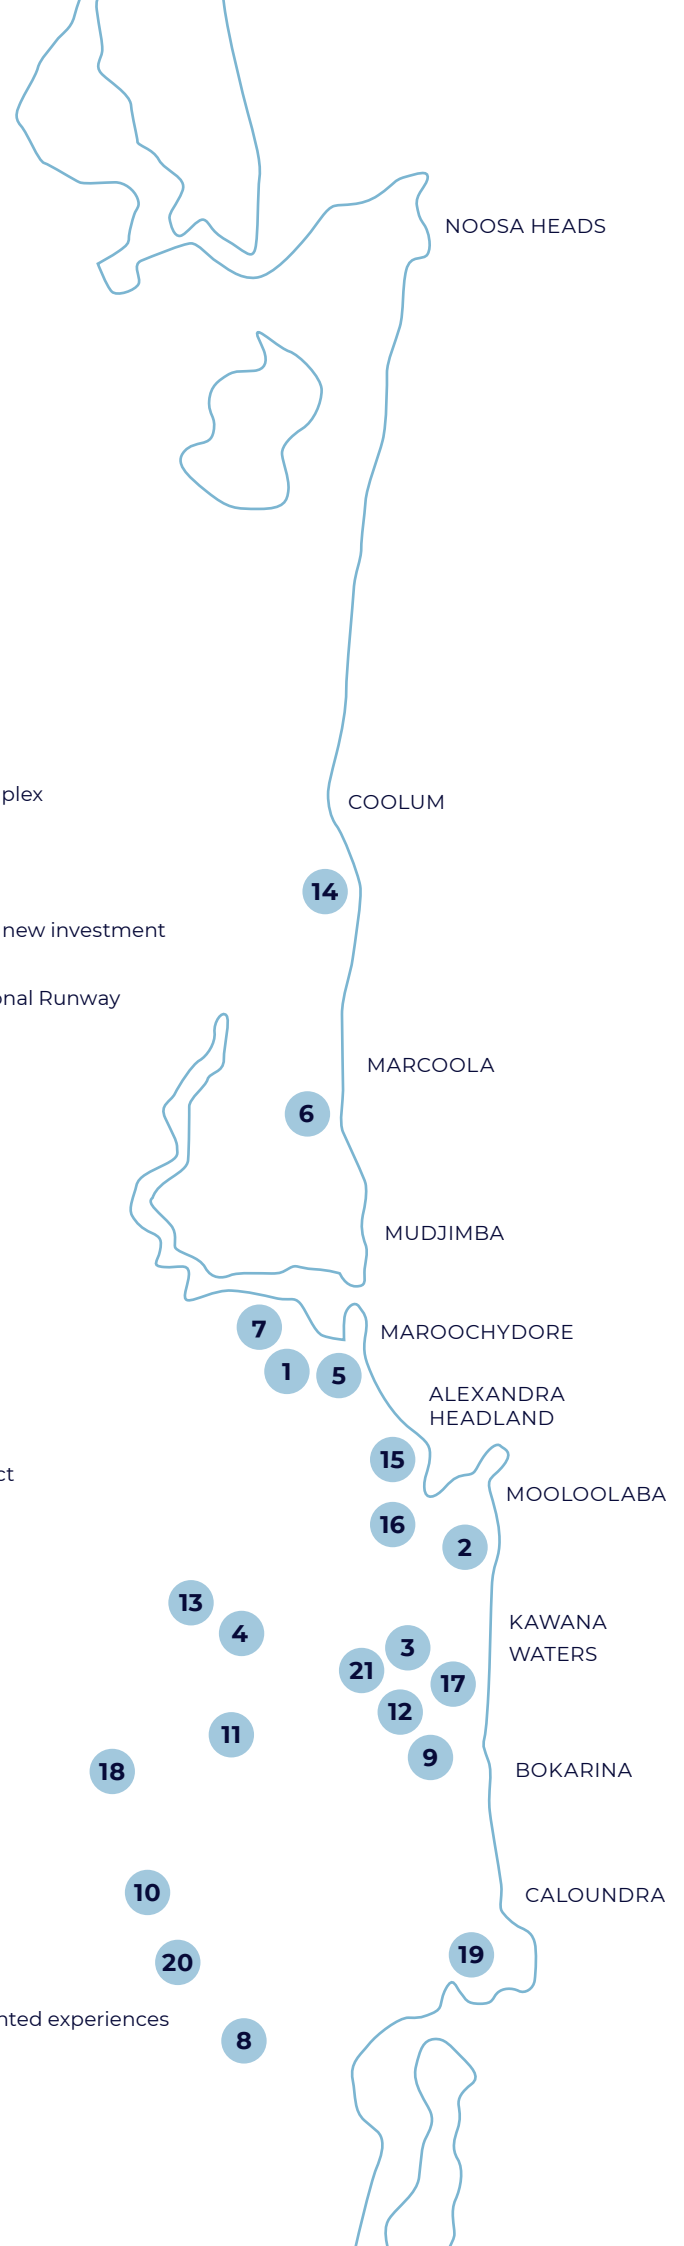 NOOSA HEADS
plex
COOLUM
14
new investment
onal Runway
MARCOOLA
6
MUDJIMBA
7
MAROOCHYDORE
1
5
ALEXANDRA
HEADLAND
15
ct
MOOLOOLABA
16
2
13
KAWANA
4
3
WATERS
21
17
12
11
9
18
BOKARINA
10
CALOUNDRA
19
20
nted experiences
8